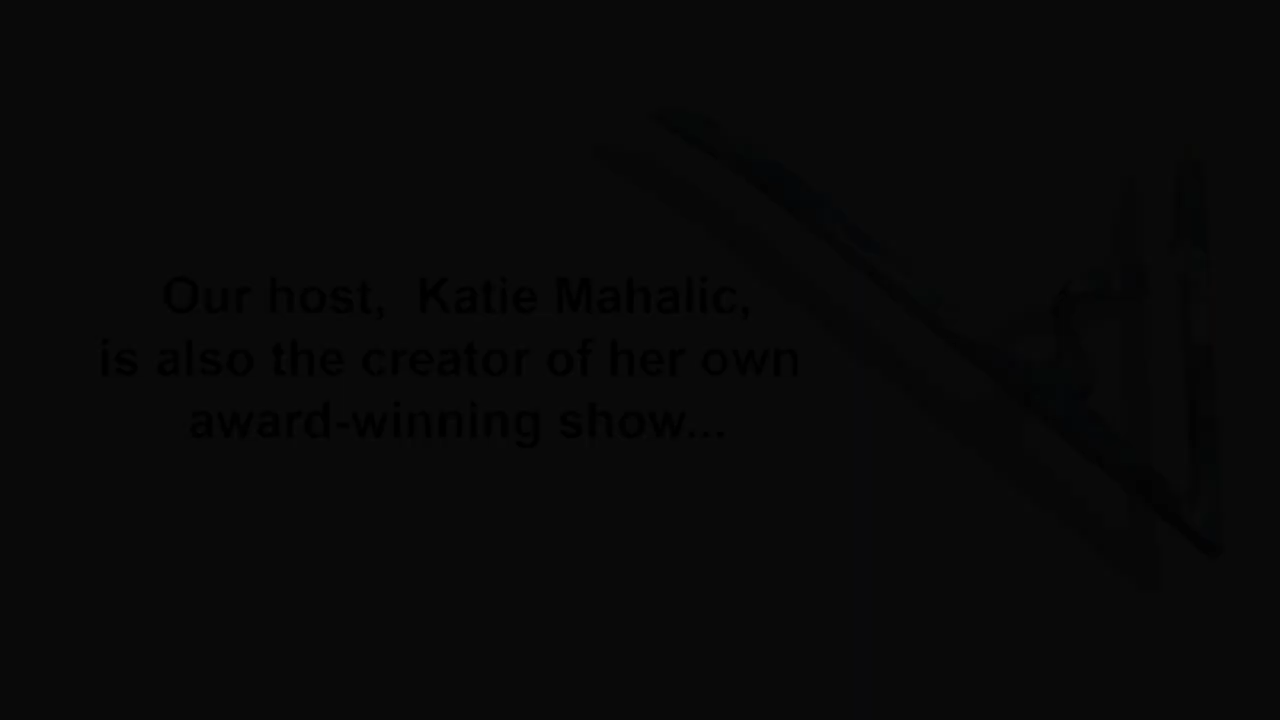 Our host,  Katie Mahalic,
is also the creator of her own
award-winning show...